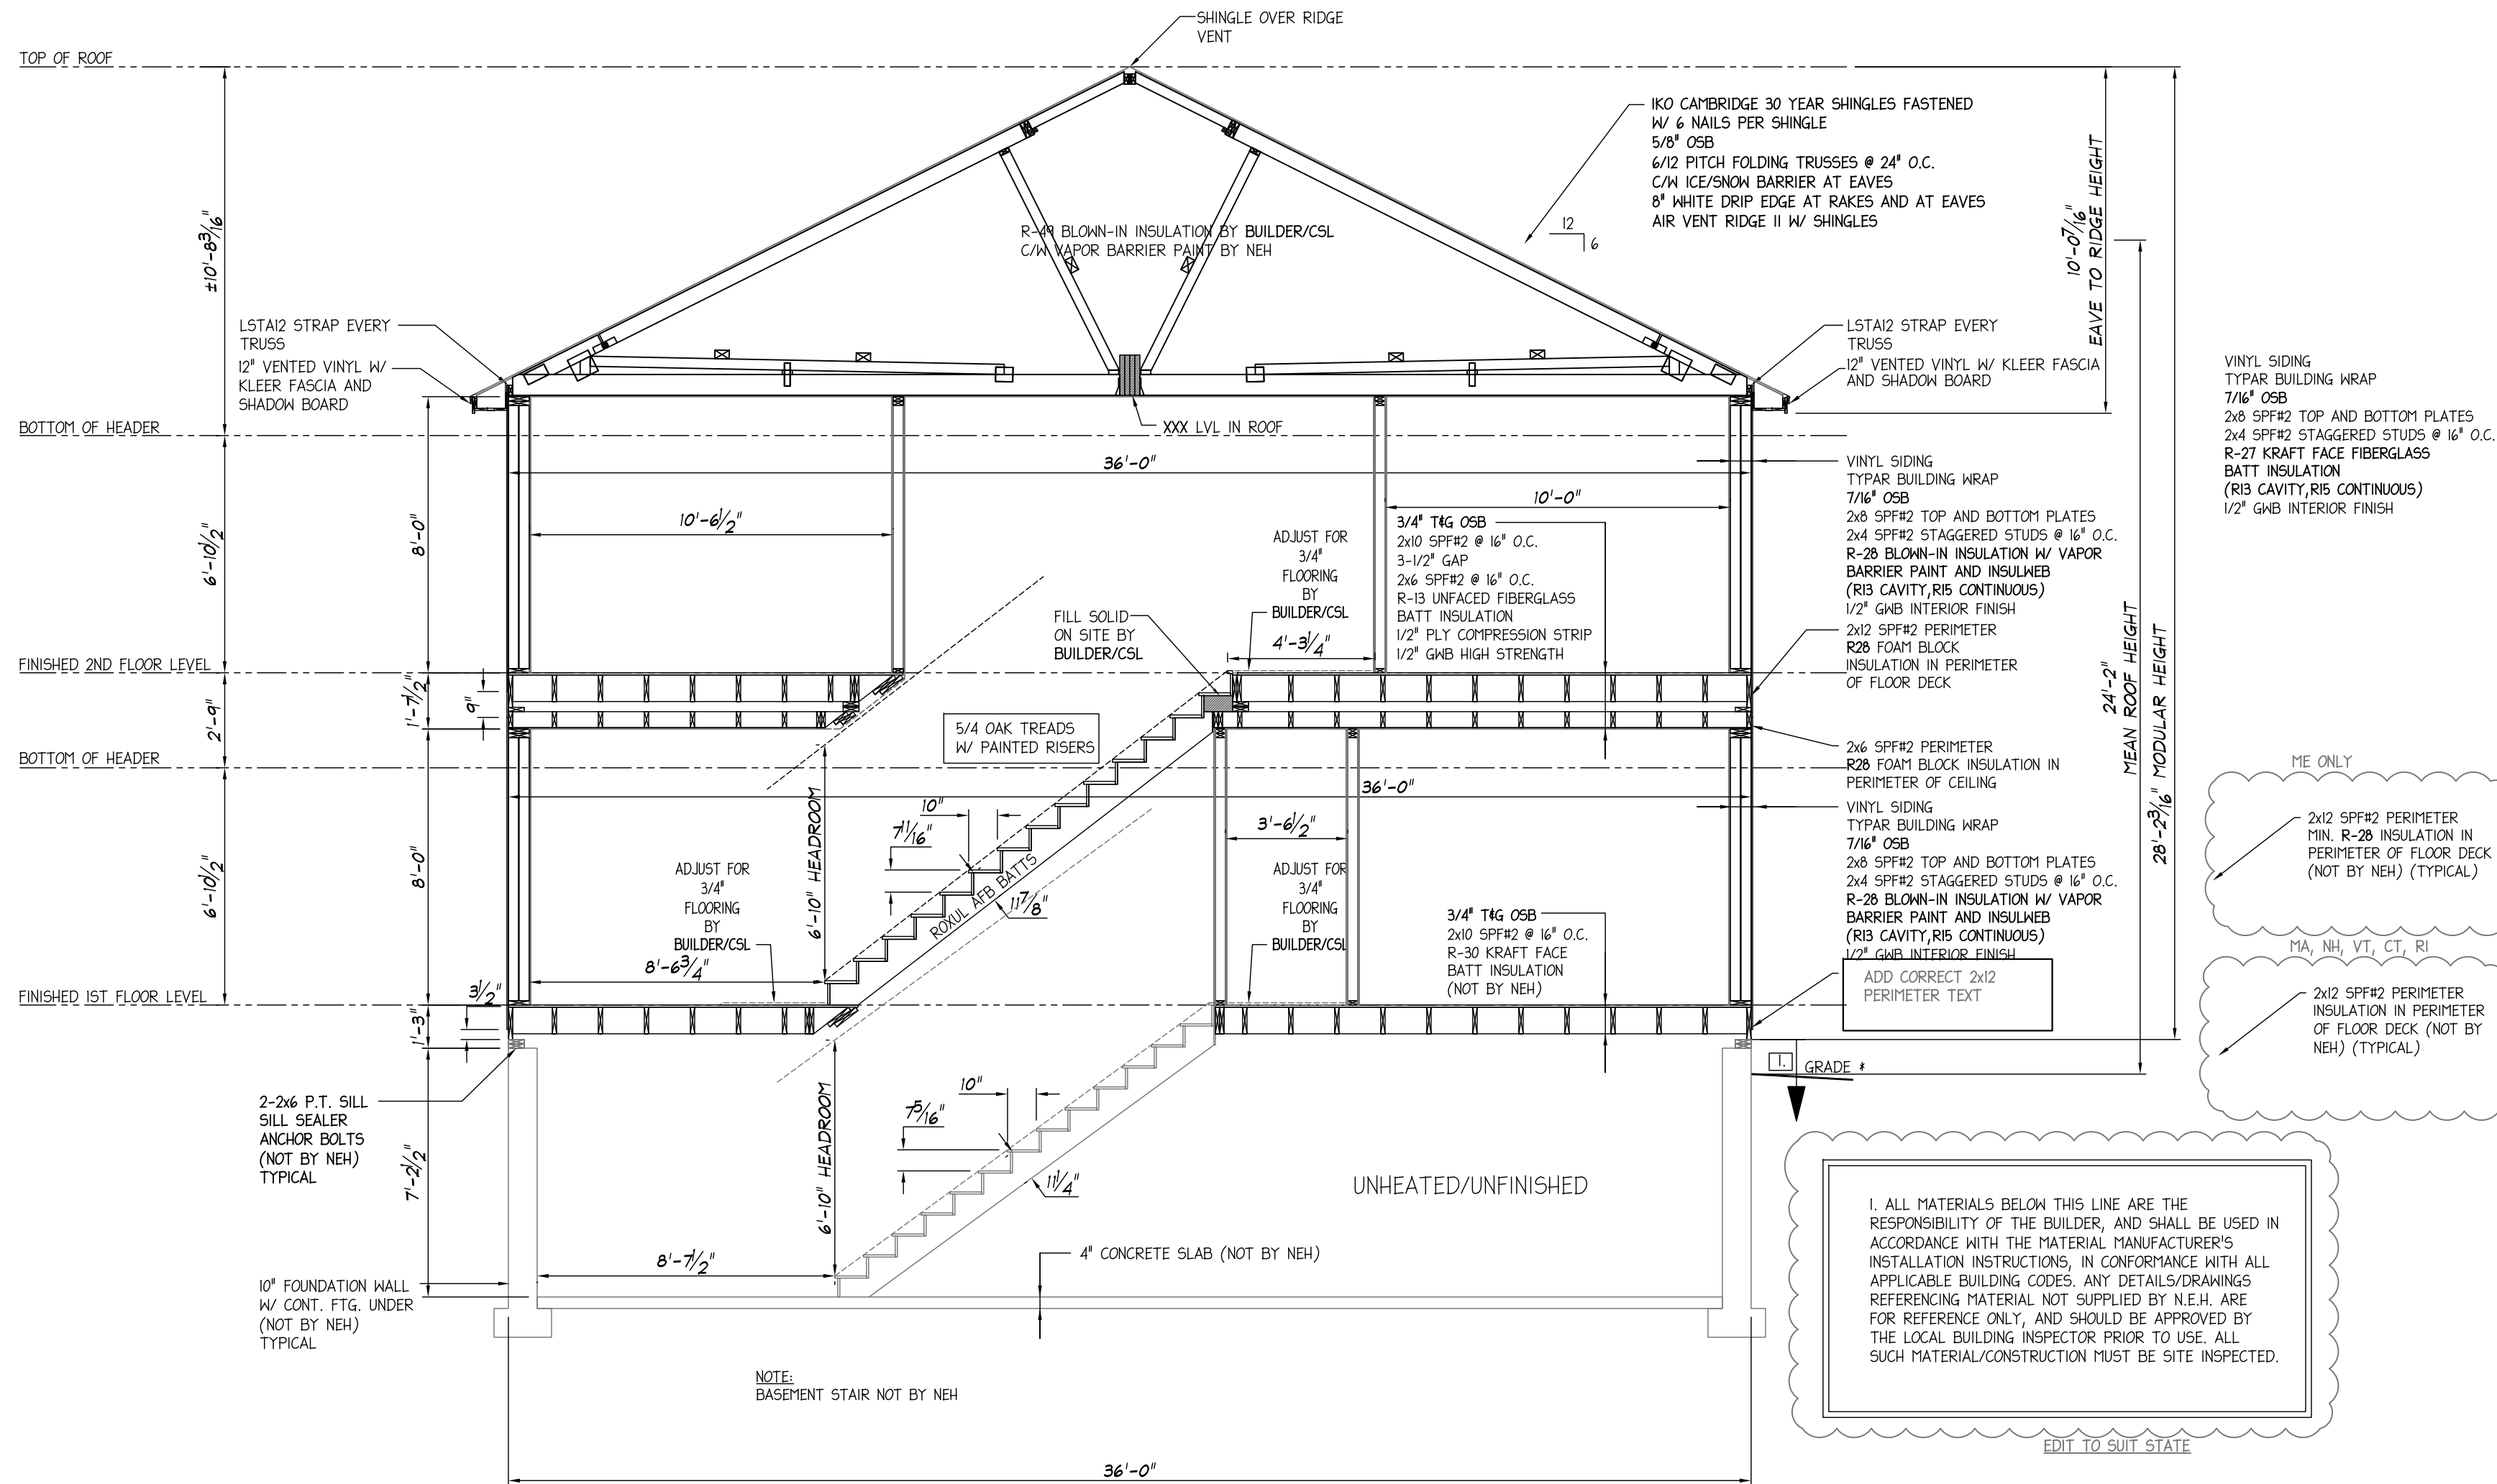 SHINGLE OVER RIDGE
VENT
TOP OF ROOF
IKO CAMBRIDGE 30 YEAR SHINGLES FASTENED
W/ 6 NAILS PER SHINGLE
5/8" OSB
6/12 PITCH FOLDING TRUSSES @ 24" O.C.
C/W ICE/SNOW BARRIER AT EAVES
8" WHITE DRIP EDGE AT RAKES AND AT EAVES
AIR VENT RIDGE II W/ SHINGLES
12
6
10'-0 7/16"
EAVE TO RIDGE HEIGHT
±10'-8 3/16"
R-49 BLOWN-IN INSULATION BY BUILDER/CSL
C/W VAPOR BARRIER PAINT BY NEH
LSTA12 STRAP EVERY
TRUSS
12" VENTED VINYL W/
KLEER FASCIA AND
SHADOW BOARD
LSTA12 STRAP EVERY
TRUSS
12" VENTED VINYL W/ KLEER FASCIA
AND SHADOW BOARD
VINYL SIDING
TYPAR BUILDING WRAP
7/16" OSB
2x8 SPF#2 TOP AND BOTTOM PLATES
2x4 SPF#2 STAGGERED STUDS @ 16" O.C.
R-27 KRAFT FACE FIBERGLASS
BATT INSULATION
(R13 CAVITY,R15 CONTINUOUS)
1/2" GWB INTERIOR FINISH
BOTTOM OF HEADER
XXX LVL IN ROOF
36'-0"
10'-0"
10'-6 1/2"
8'-0"
6'-10 1/2"
ADJUST FOR
3/4"
FLOORING
BY
BUILDER/CSL
4'-3 1/4"
3/4" T&G OSB
2x10 SPF#2 @ 16" O.C.
3-1/2" GAP
2x6 SPF#2 @ 16" O.C.
R-13 UNFACED FIBERGLASS
BATT INSULATION
1/2" PLY COMPRESSION STRIP
1/2" GWB HIGH STRENGTH
VINYL SIDING
TYPAR BUILDING WRAP
7/16" OSB
2x8 SPF#2 TOP AND BOTTOM PLATES
2x4 SPF#2 STAGGERED STUDS @ 16" O.C.
R-28 BLOWN-IN INSULATION W/ VAPOR
BARRIER PAINT AND INSULWEB
(R13 CAVITY,R15 CONTINUOUS)
1/2" GWB INTERIOR FINISH
2x12 SPF#2 PERIMETER
R28 FOAM BLOCK
INSULATION IN PERIMETER
OF FLOOR DECK
FILL SOLID
ON SITE BY
BUILDER/CSL
FINISHED 2ND FLOOR LEVEL
1'-7 1/2"
9"
2'-9"
24'-2"
MEAN ROOF HEIGHT
28'-2 3/16" MODULAR HEIGHT
5/4 OAK TREADS
W/ PAINTED RISERS
BOTTOM OF HEADER
2x6 SPF#2 PERIMETER
R28 FOAM BLOCK INSULATION IN
PERIMETER OF CEILING
36'-0"
VINYL SIDING
TYPAR BUILDING WRAP
7/16" OSB
2x8 SPF#2 TOP AND BOTTOM PLATES
2x4 SPF#2 STAGGERED STUDS @ 16" O.C.
R-28 BLOWN-IN INSULATION W/ VAPOR
BARRIER PAINT AND INSULWEB
(R13 CAVITY,R15 CONTINUOUS)
1/2" GWB INTERIOR FINISH
ME ONLY
2x12 SPF#2 PERIMETER
MIN. R-28 INSULATION IN
PERIMETER OF FLOOR DECK
(NOT BY NEH) (TYPICAL)
10"
7 11/16"
3'-6 1/2"
8'-0"
6'-10 1/2"
6'-10" HEADROOM
ADJUST FOR
3/4"
FLOORING
BY
BUILDER/CSL
ROXUL AFB BATTS
11 7/8"
ADJUST FOR
3/4"
FLOORING
BY
BUILDER/CSL
3/4" T&G OSB
2x10 SPF#2 @ 16" O.C.
R-30 KRAFT FACE
BATT INSULATION
(NOT BY NEH)
8'-6 3/4"
ADD CORRECT 2x12
PERIMETER TEXT
MA, NH, VT, CT, RI
2x12 SPF#2 PERIMETER
INSULATION IN PERIMETER
OF FLOOR DECK (NOT BY
NEH) (TYPICAL)
FINISHED 1ST FLOOR LEVEL
3 1/2"
1'-3"
1.
GRADE *
2-2x6 P.T. SILL
SILL SEALER
ANCHOR BOLTS
(NOT BY NEH)
TYPICAL
7'-2 1/2"
6'-10" HEADROOM
10"
7 5/16"
11 1/4"
UNHEATED/UNFINISHED
8'-7 1/2"
4" CONCRETE SLAB (NOT BY NEH)
10" FOUNDATION WALL
W/ CONT. FTG. UNDER
(NOT BY NEH)
TYPICAL
1. ALL MATERIALS BELOW THIS LINE ARE THE
RESPONSIBILITY OF THE BUILDER, AND SHALL BE USED IN
ACCORDANCE WITH THE MATERIAL MANUFACTURER'S
INSTALLATION INSTRUCTIONS, IN CONFORMANCE WITH ALL
APPLICABLE BUILDING CODES. ANY DETAILS/DRAWINGS
REFERENCING MATERIAL NOT SUPPLIED BY N.E.H. ARE
FOR REFERENCE ONLY, AND SHOULD BE APPROVED BY
THE LOCAL BUILDING INSPECTOR PRIOR TO USE. ALL
SUCH MATERIAL/CONSTRUCTION MUST BE SITE INSPECTED.
EDIT TO SUIT STATE
NOTE:
BASEMENT STAIR NOT BY NEH
36'-0"